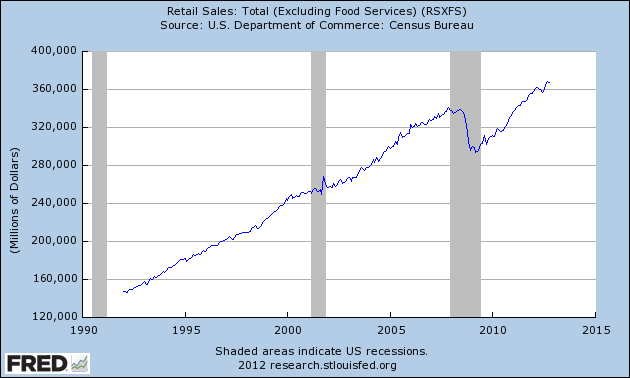 Retail Sales: Total (Excluding Food Services) (RSXFS)
Source: U.S. Department of Commerce: Census Bureau
(Millions of Dollars)
400,000
360,000
320,000
280,000
240,000
200,000
160,000
120,000
1990 1995 2000 2005 2010 2015
Shaded areas indicate US recessions.
2012 research.stlouisfed.org
FRED